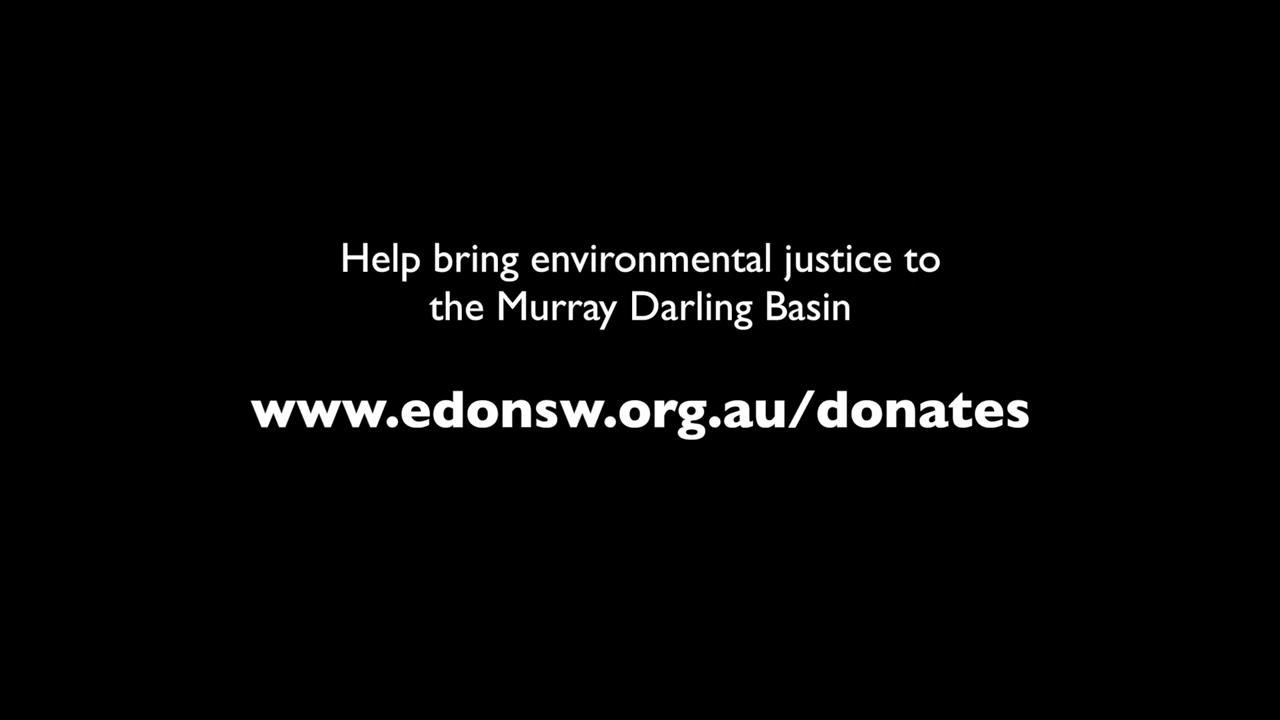 Help bring environmental justice to
the Murray Darling Basin
www.edonsw.org.au/donates